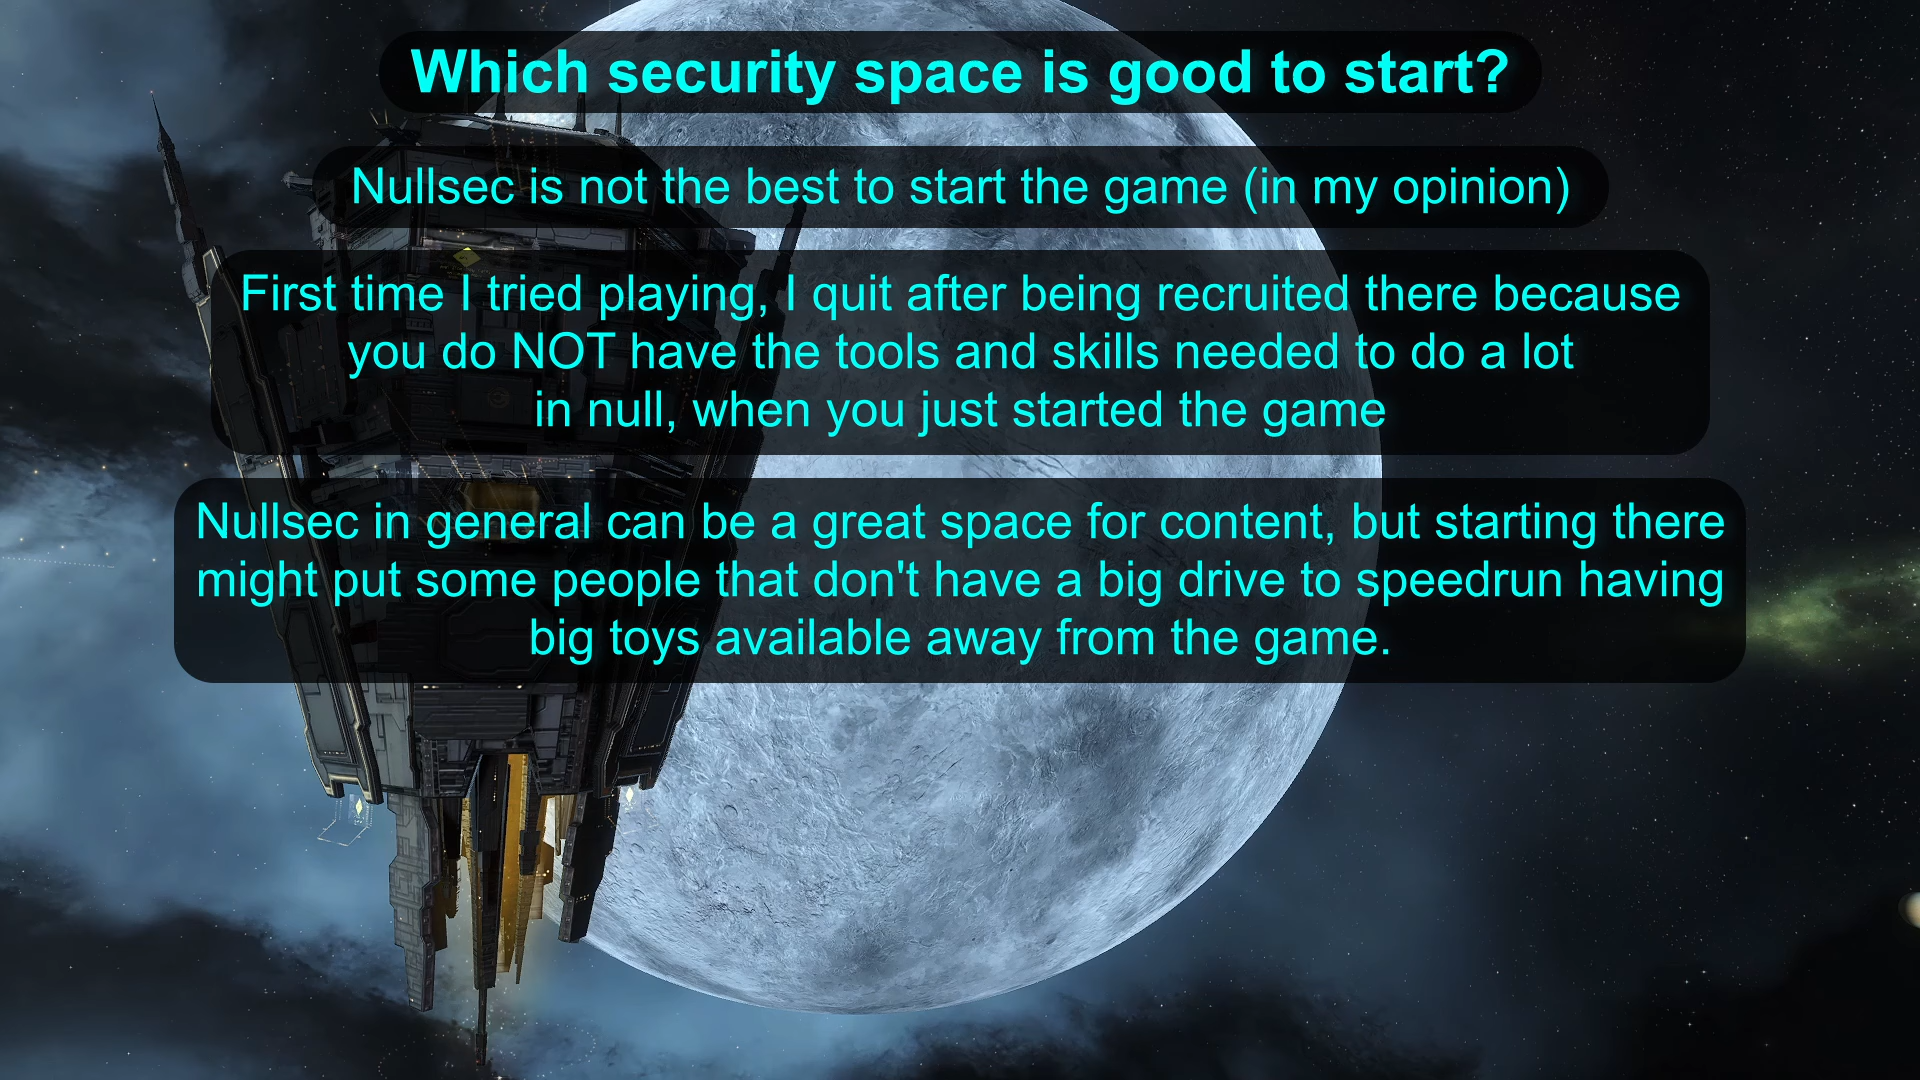 Which security space is good to start?
Nullsec is not the best to start the game (in my opinion)
First time I tried playing, I quit after being recruited there because
you do NOT have the tools and skills needed to do a lot
in null, when you just started the game
Nullsec in general can be a great space for content, but starting there
might put some people that don't have a big drive to speedrun having
big toys available away from the game.